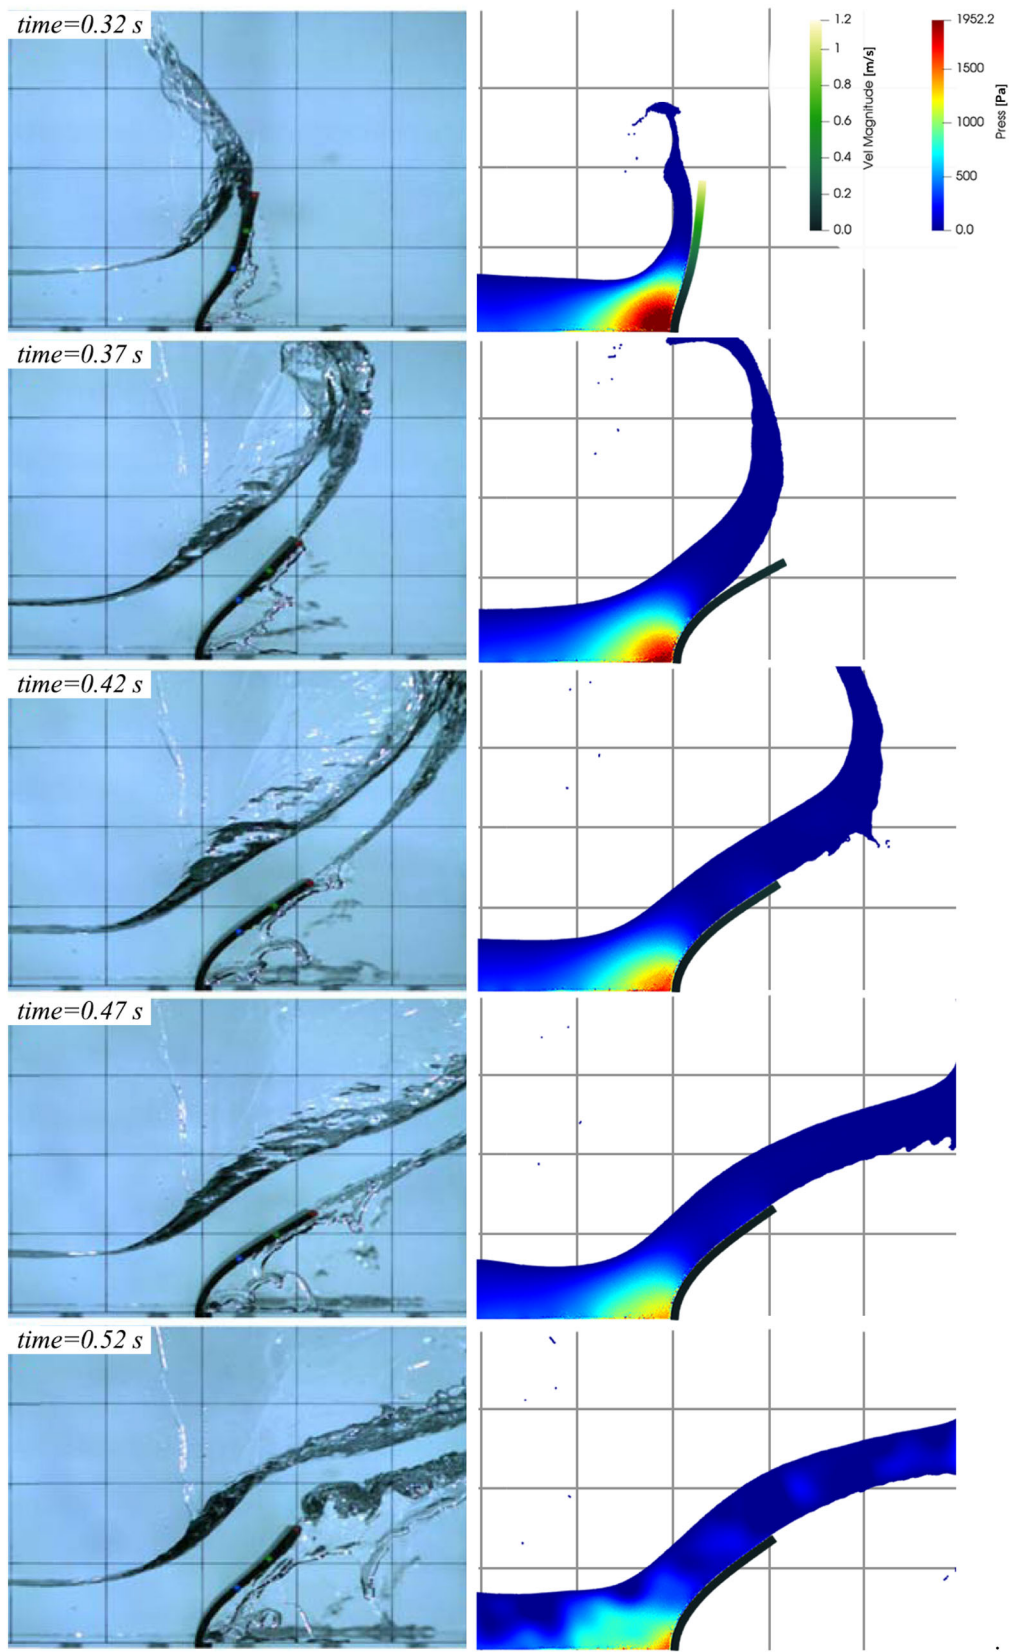 time=0.32 s
1.2
1
0.8
0.6
0.4
0.2
0.0
Vel Magnitude [m/s]
1952.2
1500
1000
500
0.0
Press [Pa]
time=0.37 s
time=0.42 s
time=0.47 s
time=0.52 s